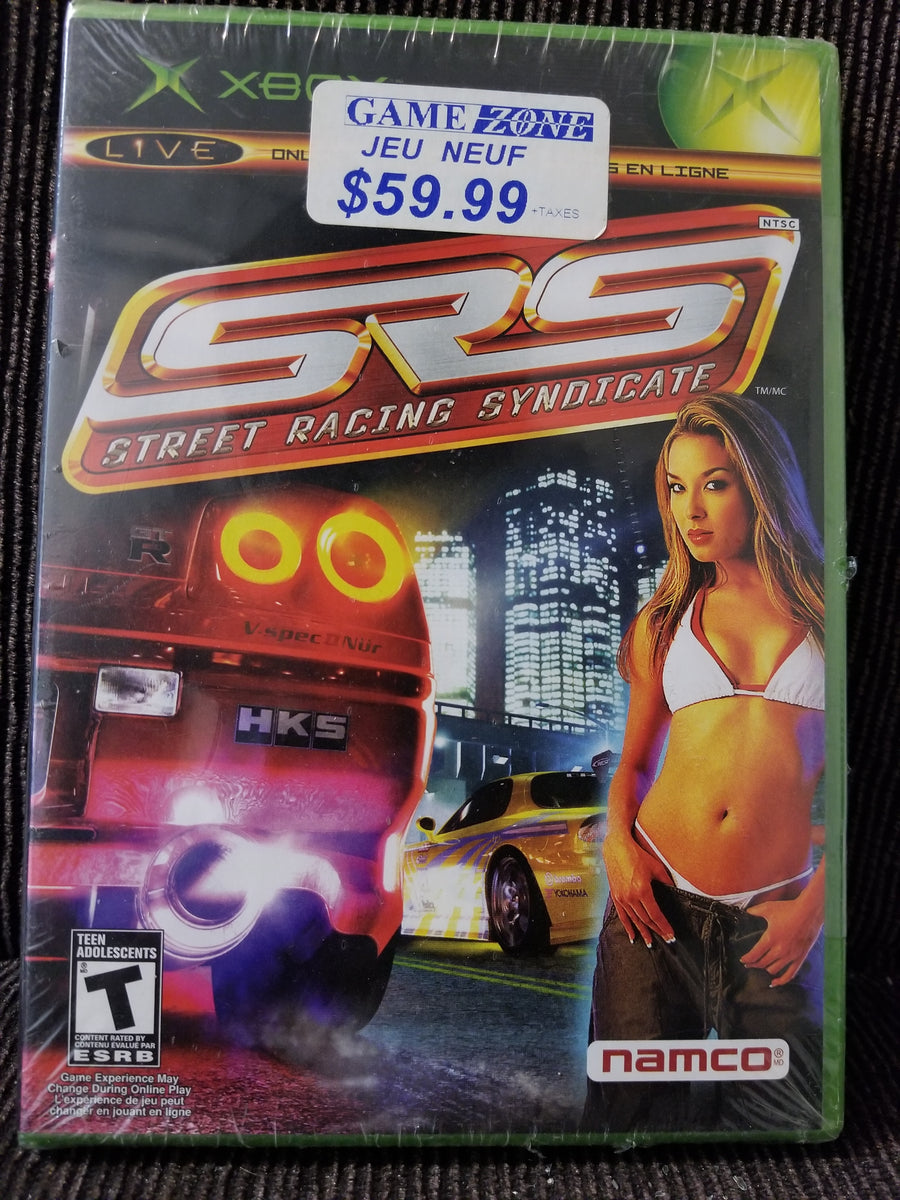 XBOX
GAME ZONE
JEU NEUF
$59.99 +TAXES
LIVE
EN LIGNE
NTSC
SRS
STREET RACING SYNDICATE
TM/MC
R
V·spec II Nür
HKS
YOKOHAMA
TEEN
ADOLESCENTS
T
CONTENT RATED BY
CONTENU ÉVALUÉ PAR
ESRB
Game Experience May
Change During Online Play
L'expérience de jeu peut
changer en jouant en ligne
namco®
MD